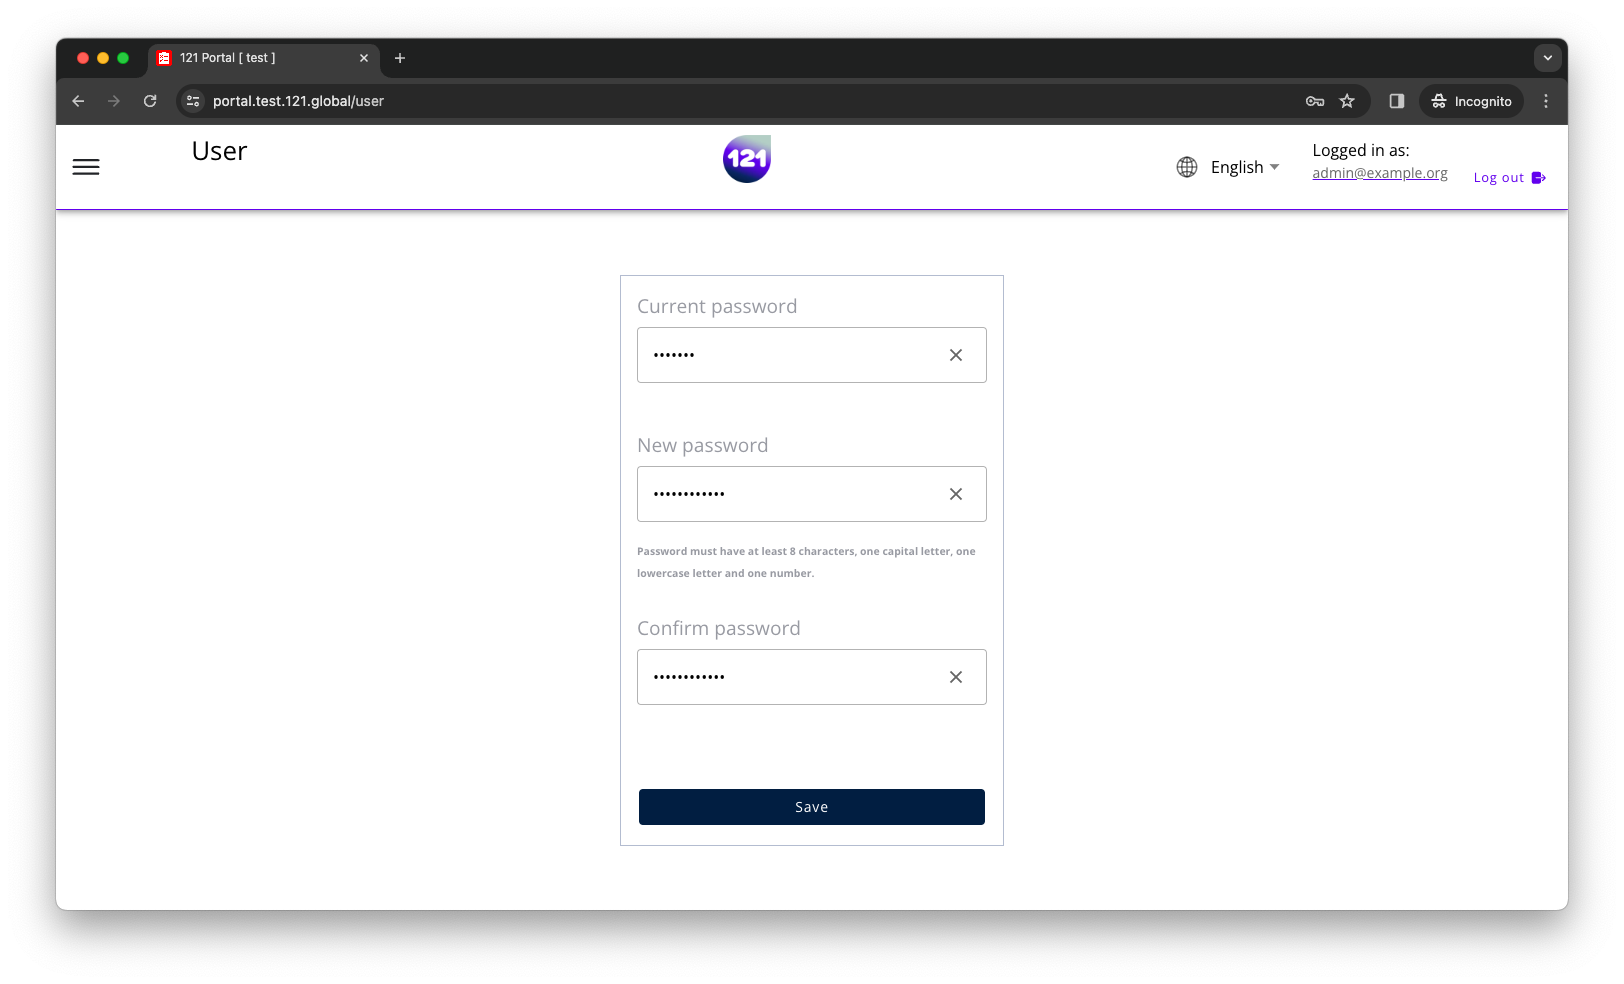 121 Portal [ test ]
portal.test.121.global/user
Incognito
User
121
English
Logged in as:
admin@example.org
Log out
Current password
•••••••
New password
••••••••••••
Password must have at least 8 characters, one capital letter, one
lowercase letter and one number.
Confirm password
••••••••••••
Save